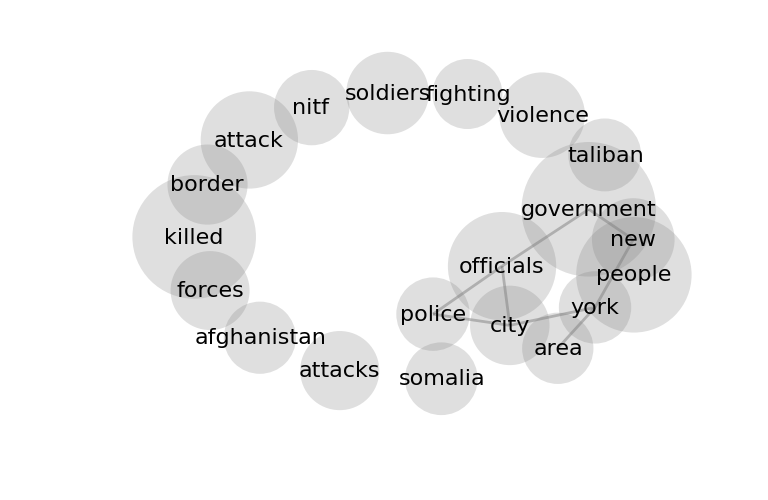 soldiers
fighting
nitf
violence
attack
taliban
border
government
killed
new
officials
people
forces
york
police
city
afghanistan
area
attacks
somalia